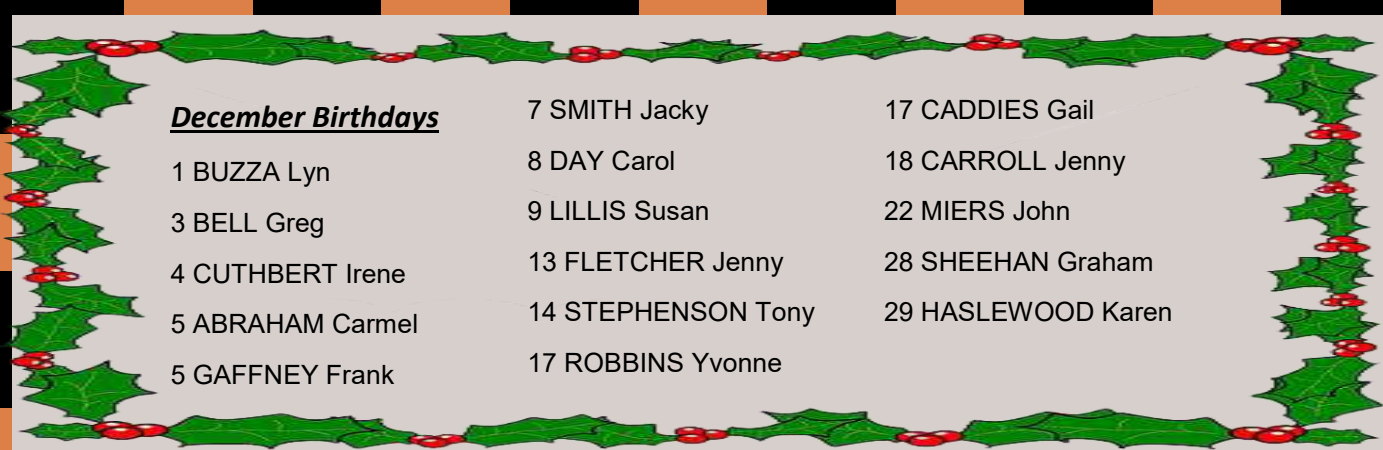 December Birthdays
1 BUZZA Lyn
3 BELL Greg
4 CUTHBERT Irene
5 ABRAHAM Carmel
5 GAFFNEY Frank
7 SMITH Jacky
8 DAY Carol
9 LILLIS Susan
13 FLETCHER Jenny
14 STEPHENSON Tony
17 ROBBINS Yvonne
17 CADDIES Gail
18 CARROLL Jenny
22 MIERS John
28 SHEEHAN Graham
29 HASLEWOOD Karen